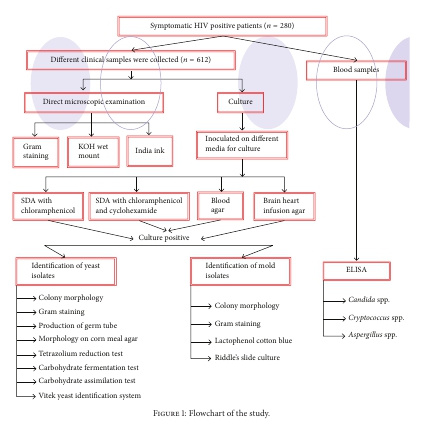 Symptomatic HIV positive patients (n = 280)
Different clinical samples were collected (n = 612)
Blood samples
Direct microscopic examination
Culture
Gram
staining
KOH wet
mount
India ink
Inoculated on different
media for culture
SDA with
chloramphenicol
SDA with chloramphenicol
and cyclohexamide
Blood
agar
Brain heart
infusion agar
Culture positive
Identification of yeast
isolates
Identification of mold
isolates
ELISA
Colony morphology
Gram staining
Production of germ tube
Morphology on corn meal agar
Tetrazolium reduction test
Carbohydrate fermentation test
Carbohydrate assimilation test
Vitek yeast identification system
Colony morphology
Gram staining
Lactophenol cotton blue
Riddle's slide culture
Candida spp.
Cryptococcus spp.
Aspergillus spp.
FIGURE 1: Flowchart of the study.